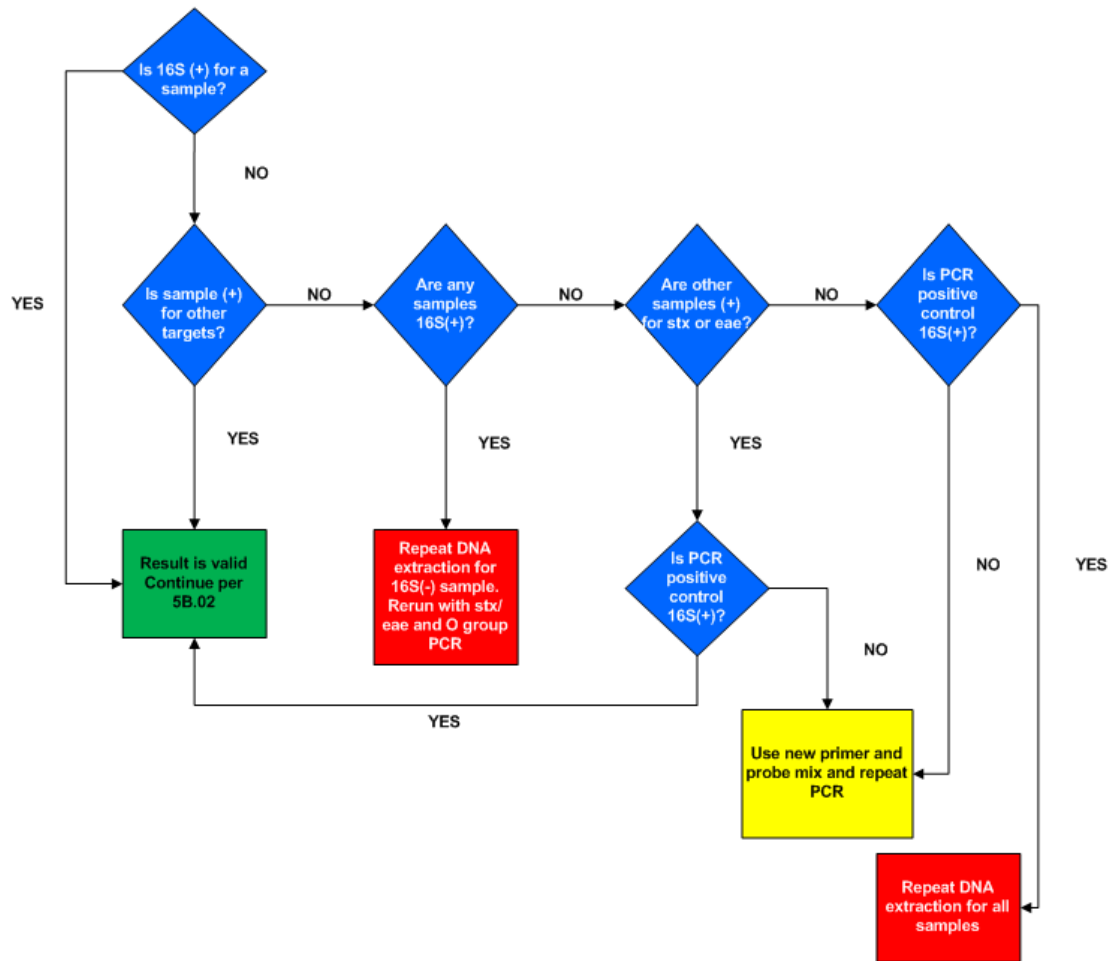 Is 16S (+) for a
sample?
NO
YES
Is sample (+)
for other
targets?
NO
Are any
samples
16S(+)?
NO
Are other
samples (+)
for stx or eae?
NO
Is PCR
positive
control
16S(+)?
YES
YES
YES
Result is valid
Continue per
5B.02
Repeat DNA
extraction for
16S(-) sample.
Rerun with stx/
eae and O group
PCR
Is PCR
positive
control
16S(+)?
NO
YES
NO
YES
Use new primer and
probe mix and repeat
PCR
Repeat DNA
extraction for all
samples